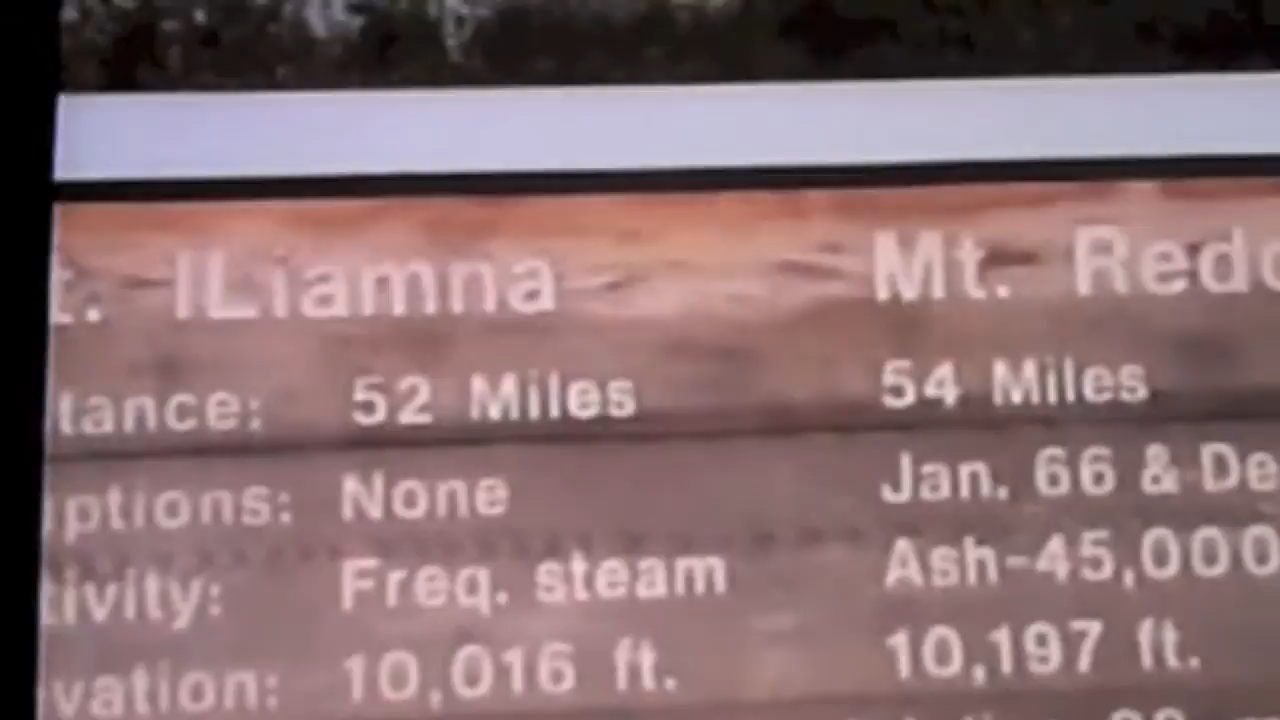 t. ILiamna Mt. Redo
tance: 52 Miles 54 Miles
ptions: None Jan. 66 & De
tivity: Freq. steam Ash-45,000
vation: 10,016 ft. 10,197 ft.